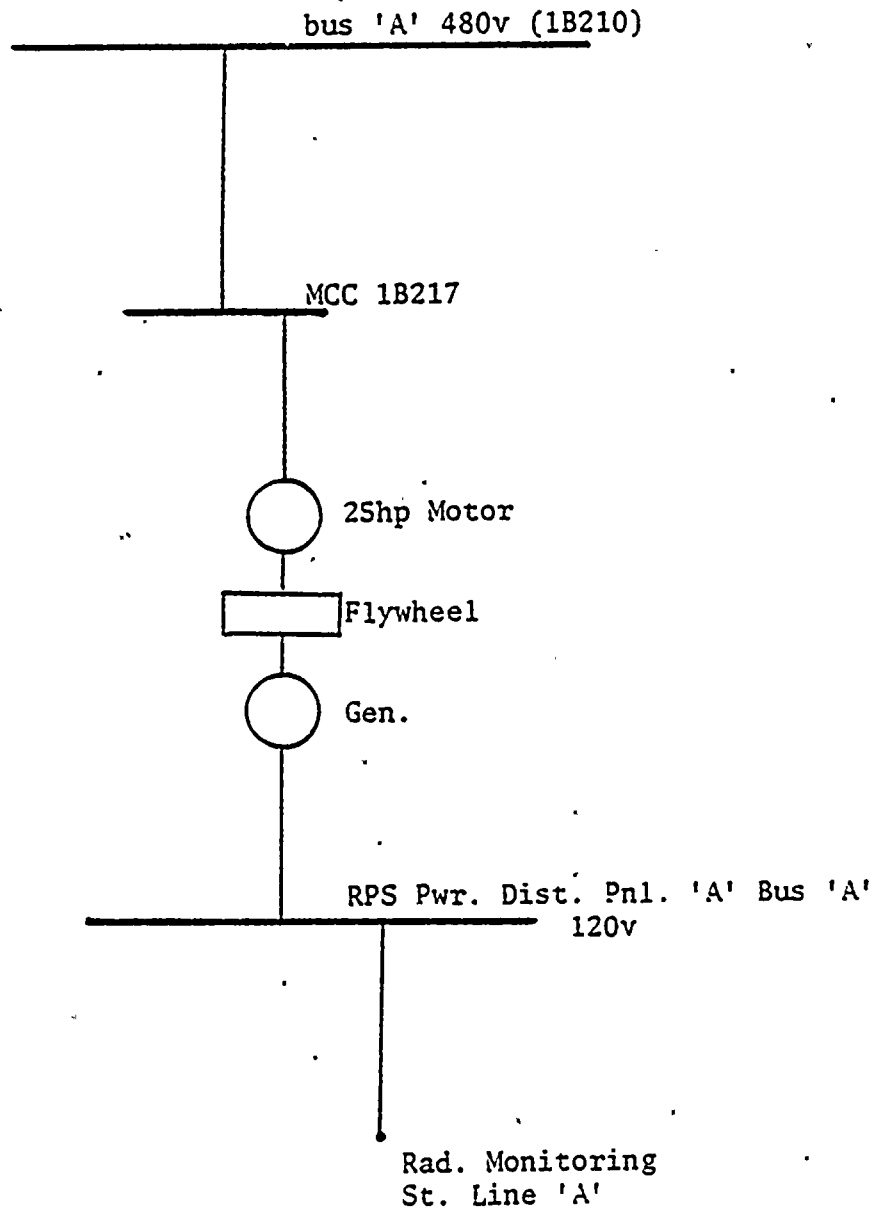 bus 'A' 480v (1B210)
MCC 1B217
25hp Motor
Flywheel
Gen.
RPS Pwr. Dist. Pnl. 'A' Bus 'A'
120v
Rad. Monitoring
St. Line 'A'